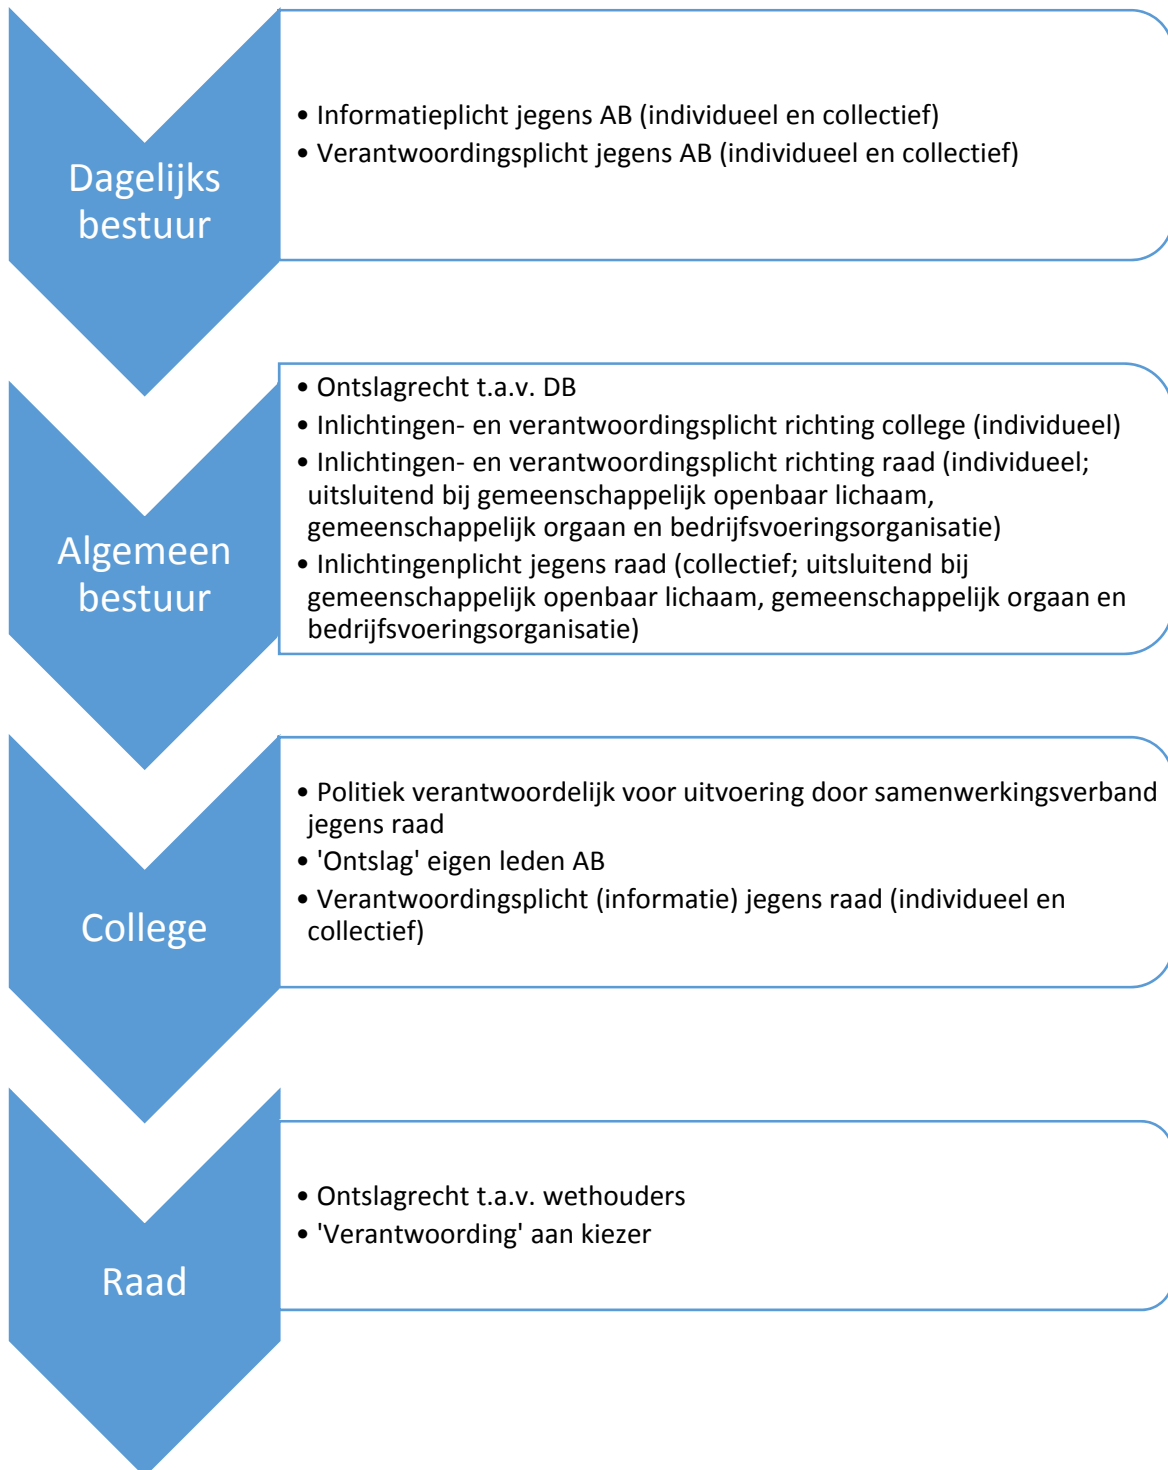 Dagelijks
bestuur
• Informatieplicht jegens AB (individueel en collectief)
• Verantwoordingsplicht jegens AB (individueel en collectief)
Algemeen
bestuur
• Ontslagrecht t.a.v. DB
• Inlichtingen- en verantwoordingsplicht richting college (individueel)
• Inlichtingen- en verantwoordingsplicht richting raad (individueel;
uitsluitend bij gemeenschappelijk openbaar lichaam,
gemeenschappelijk orgaan en bedrijfsvoeringsorganisatie)
• Inlichtingenplicht jegens raad (collectief; uitsluitend bij
gemeenschappelijk openbaar lichaam, gemeenschappelijk orgaan en
bedrijfsvoeringsorganisatie)
College
• Politiek verantwoordelijk voor uitvoering door samenwerkingsverband
jegens raad
• 'Ontslag' eigen leden AB
• Verantwoordingsplicht (informatie) jegens raad (individueel en
collectief)
Raad
• Ontslagrecht t.a.v. wethouders
• 'Verantwoording' aan kiezer